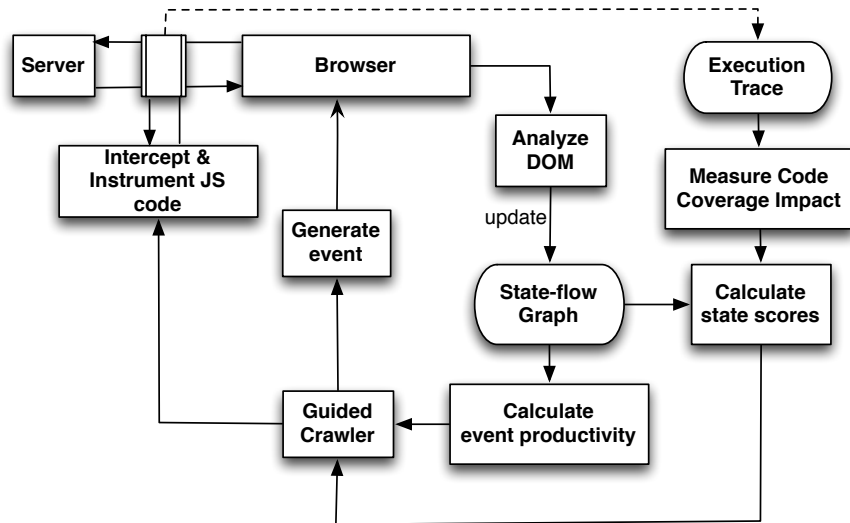 Server
Browser
Execution
Trace
Analyze
DOM
Intercept &
Instrument JS
code
Measure Code
Coverage Impact
update
Generate
event
State-flow
Graph
Calculate
state scores
Guided
Crawler
Calculate
event productivity